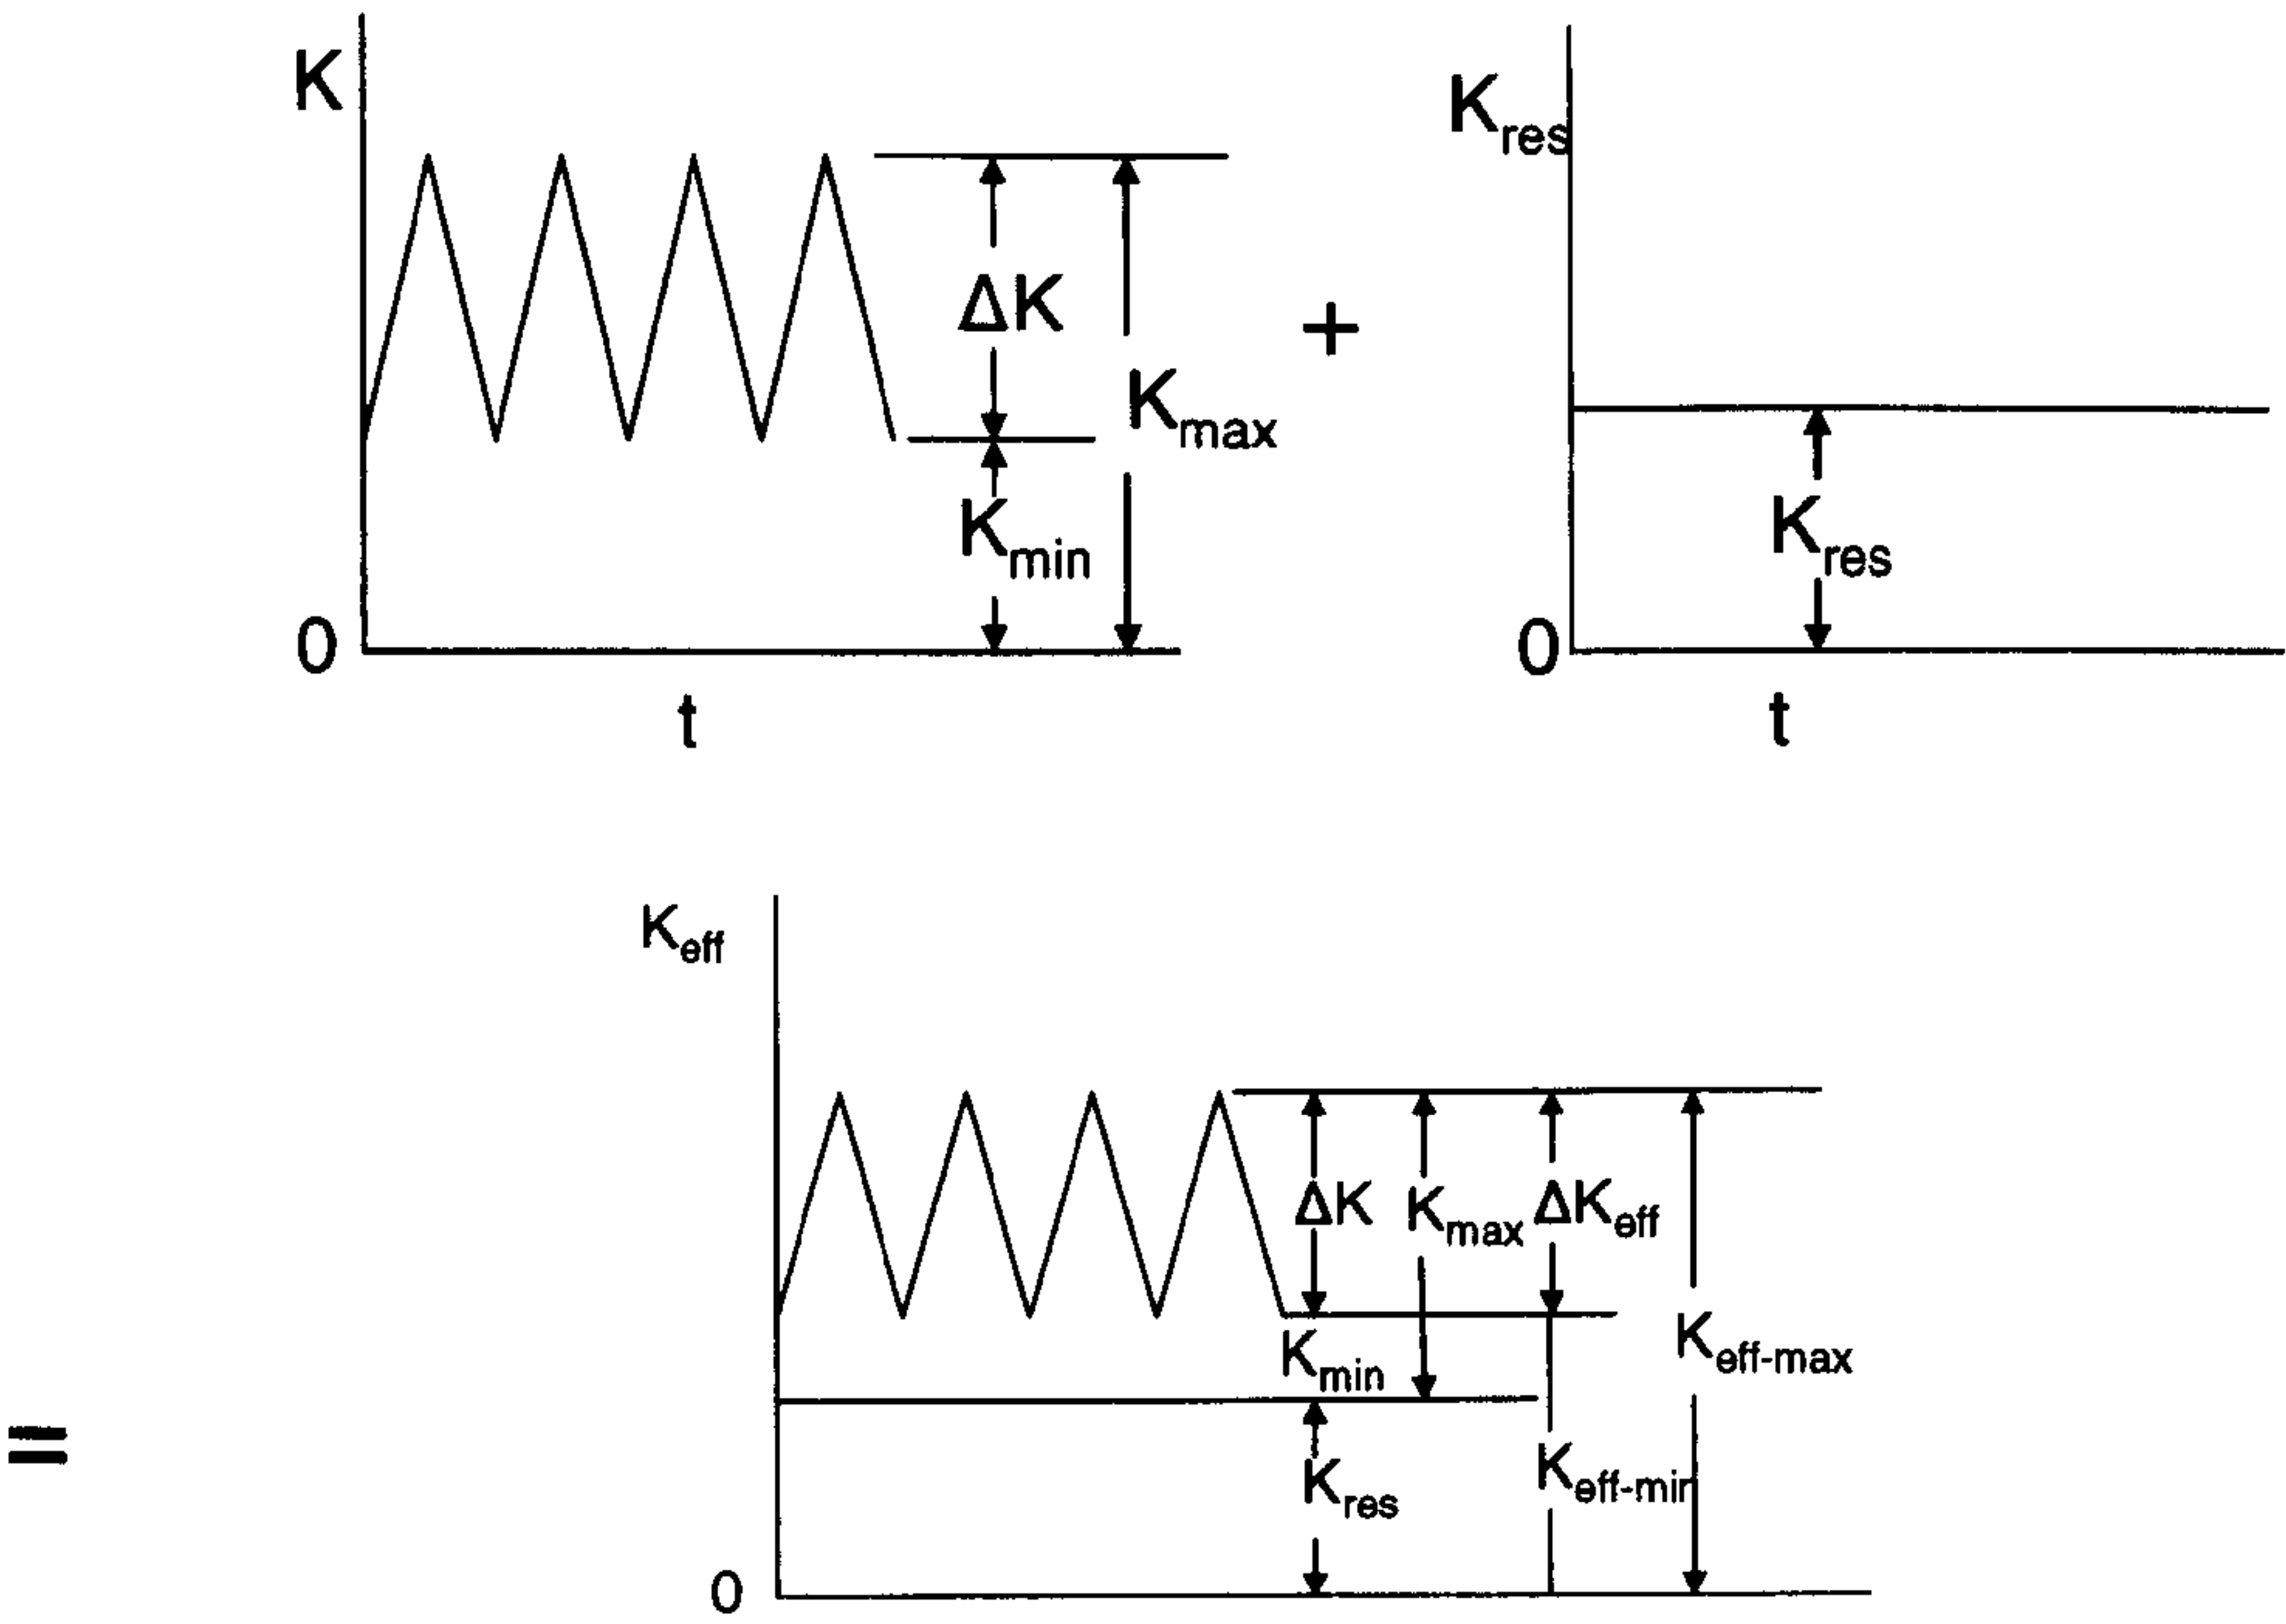 K
ΔK
K_max
K_min
0
t
+
K_res
K_res
0
t
=
K_eff
ΔK
K_max
ΔK_eff
K_min
K_eff-max
K_res
K_eff-min
0